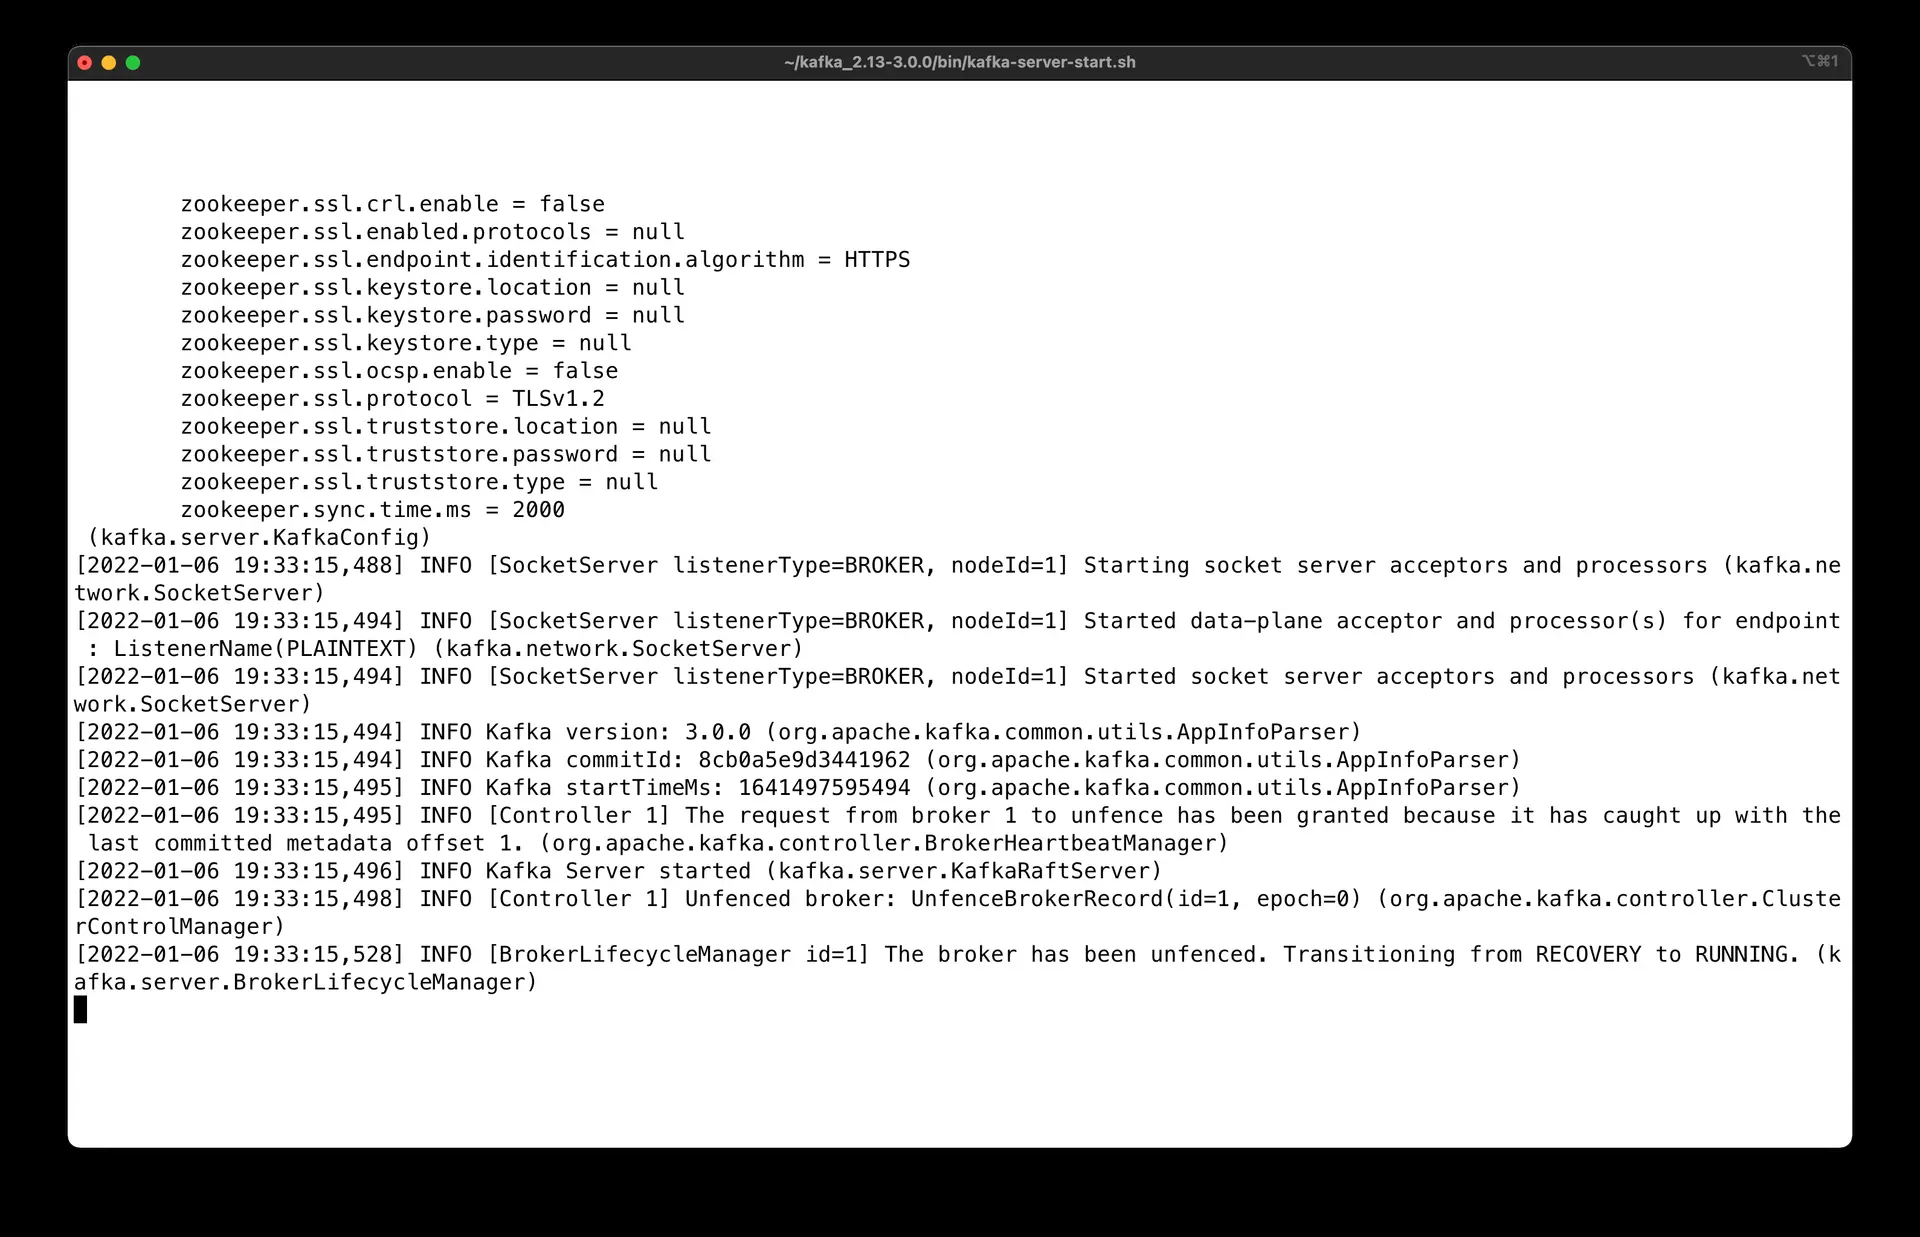 ~/kafka_2.13-3.0.0/bin/kafka-server-start.sh
⌥⌘1
zookeeper.ssl.crl.enable = false
zookeeper.ssl.enabled.protocols = null
zookeeper.ssl.endpoint.identification.algorithm = HTTPS
zookeeper.ssl.keystore.location = null
zookeeper.ssl.keystore.password = null
zookeeper.ssl.keystore.type = null
zookeeper.ssl.ocsp.enable = false
zookeeper.ssl.protocol = TLSv1.2
zookeeper.ssl.truststore.location = null
zookeeper.ssl.truststore.password = null
zookeeper.ssl.truststore.type = null
zookeeper.sync.time.ms = 2000
(kafka.server.KafkaConfig)
[2022-01-06 19:33:15,488] INFO [SocketServer listenerType=BROKER, nodeId=1] Starting socket server acceptors and processors (kafka.ne
twork.SocketServer)
[2022-01-06 19:33:15,494] INFO [SocketServer listenerType=BROKER, nodeId=1] Started data-plane acceptor and processor(s) for endpoint
: ListenerName(PLAINTEXT) (kafka.network.SocketServer)
[2022-01-06 19:33:15,494] INFO [SocketServer listenerType=BROKER, nodeId=1] Started socket server acceptors and processors (kafka.net
work.SocketServer)
[2022-01-06 19:33:15,494] INFO Kafka version: 3.0.0 (org.apache.kafka.common.utils.AppInfoParser)
[2022-01-06 19:33:15,494] INFO Kafka commitId: 8cb0a5e9d3441962 (org.apache.kafka.common.utils.AppInfoParser)
[2022-01-06 19:33:15,495] INFO Kafka startTimeMs: 1641497595494 (org.apache.kafka.common.utils.AppInfoParser)
[2022-01-06 19:33:15,495] INFO [Controller 1] The request from broker 1 to unfence has been granted because it has caught up with the
last committed metadata offset 1. (org.apache.kafka.controller.BrokerHeartbeatManager)
[2022-01-06 19:33:15,496] INFO Kafka Server started (kafka.server.KafkaRaftServer)
[2022-01-06 19:33:15,498] INFO [Controller 1] Unfenced broker: UnfenceBrokerRecord(id=1, epoch=0) (org.apache.kafka.controller.Cluste
rControlManager)
[2022-01-06 19:33:15,528] INFO [BrokerLifecycleManager id=1] The broker has been unfenced. Transitioning from RECOVERY to RUNNING. (k
afka.server.BrokerLifecycleManager)